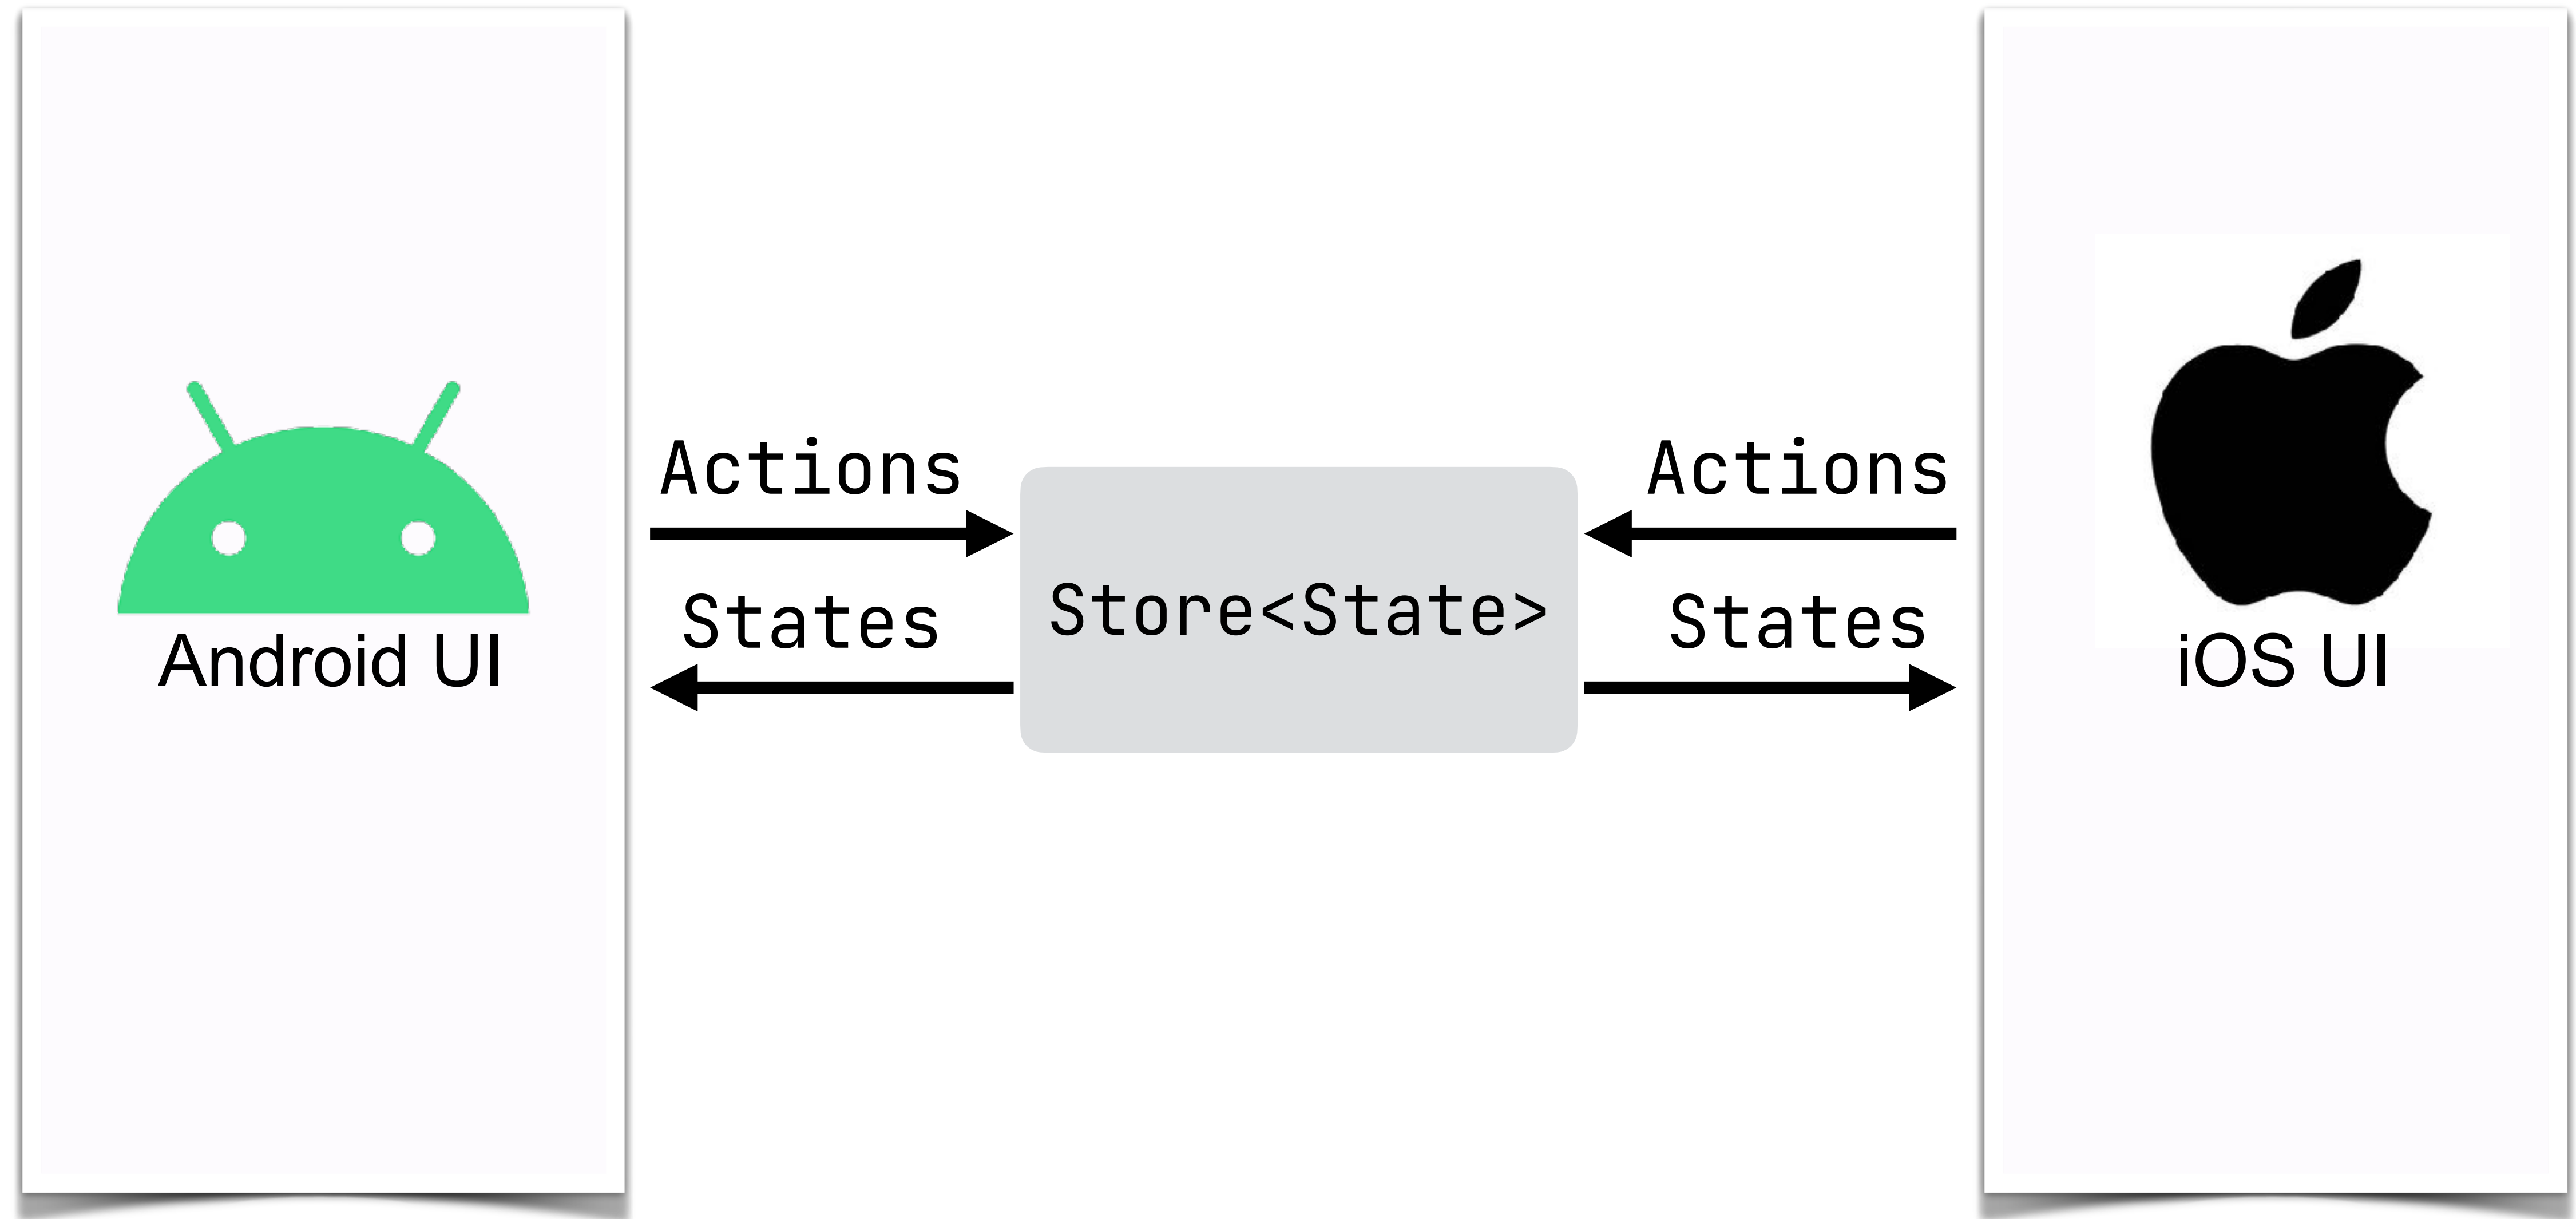 Actions
Actions
Store<State>
States
States
Android UI
iOS UI